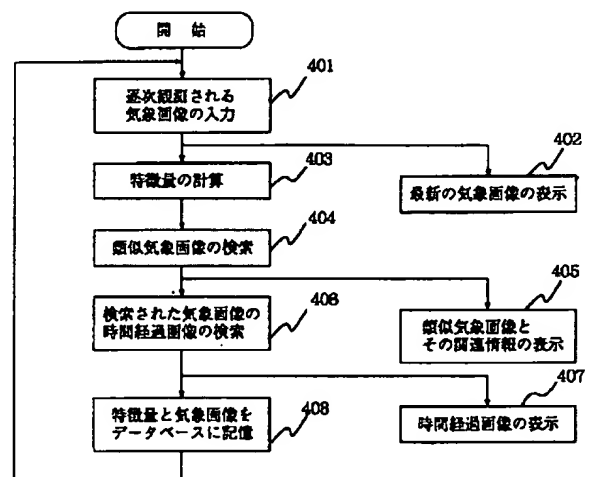 開 始
401
逐次観測される
気象画像の入力
402
403
特徴量の計算
最新の気象画像の表示
404
類似気象画像の検索
405
検索された気象画像の
時間経過画像の検索
406
類似気象画像と
その関連情報の表示
407
特徴量と気象画像を
データベースに記憶
408
時間経過画像の表示